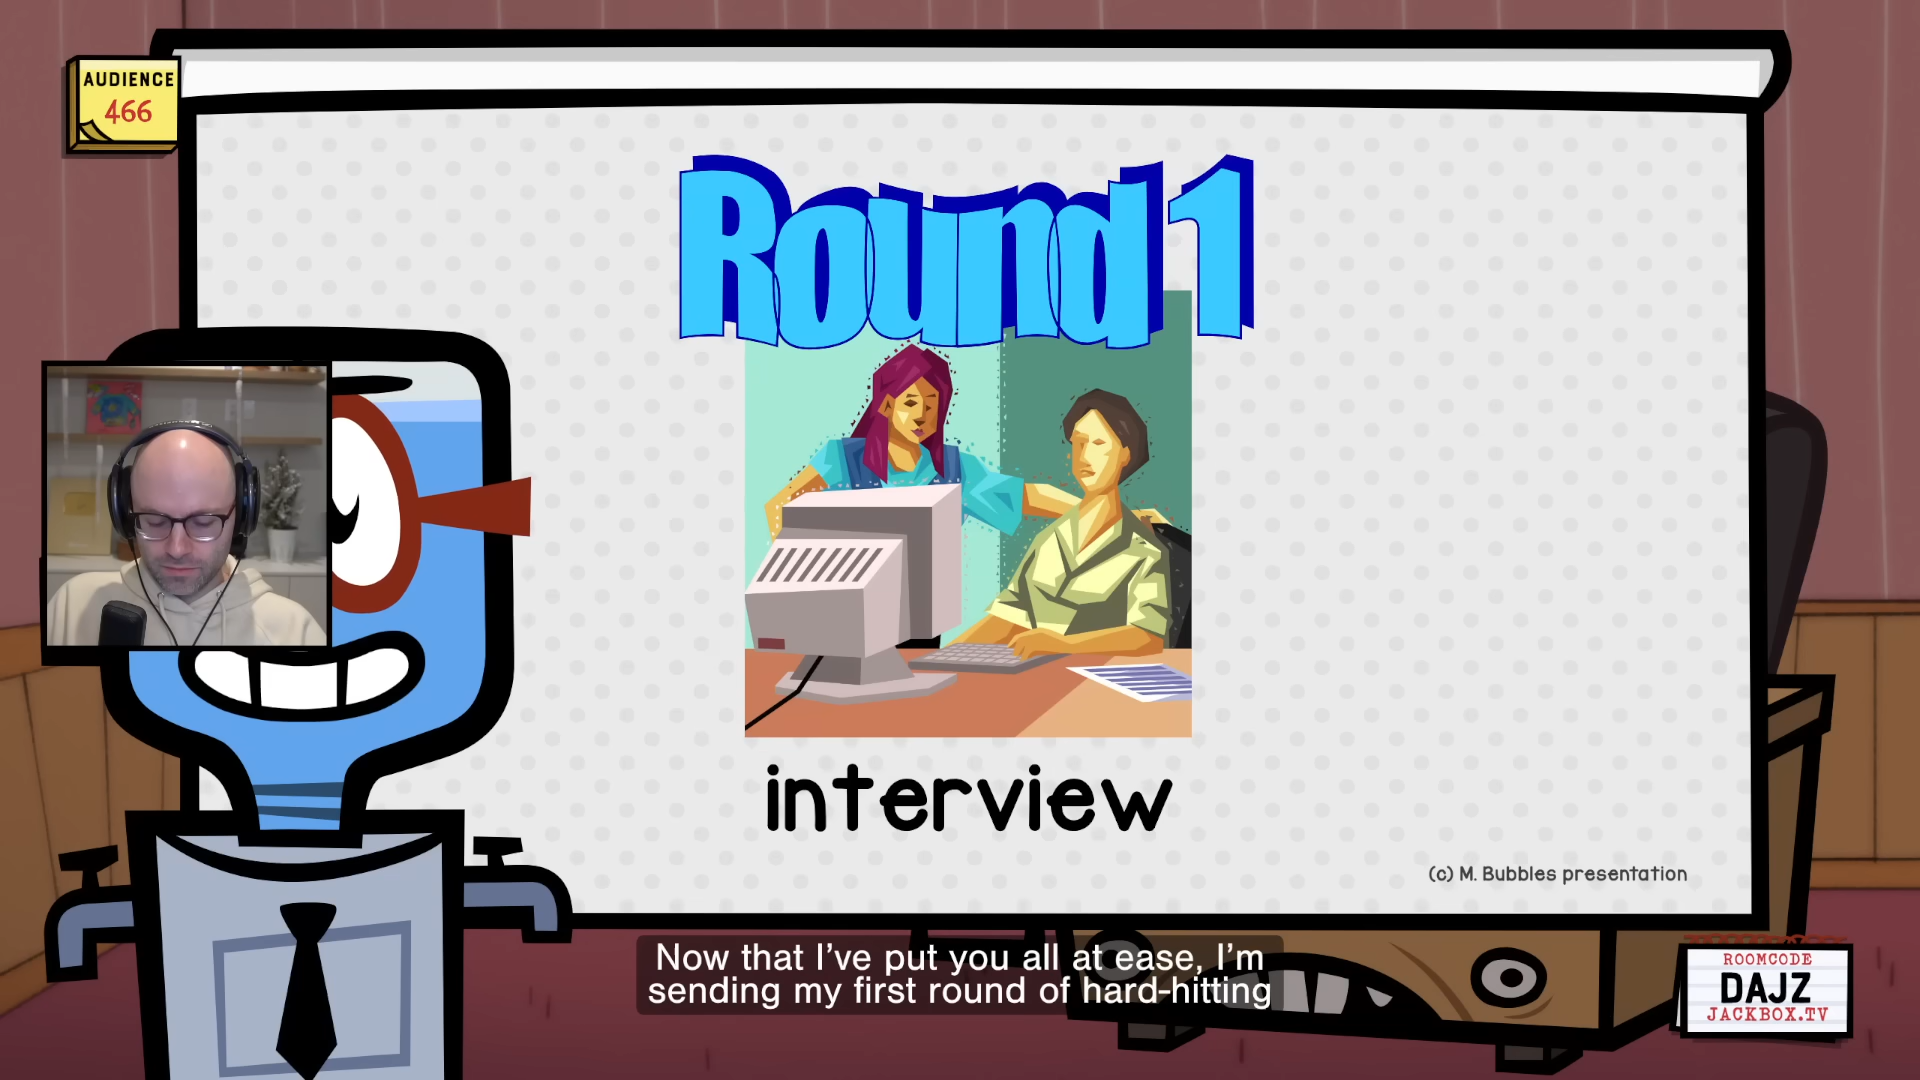 AUDIENCE
466
Round 1
interview
(c) M. Bubbles presentation
Now that I've put you all at ease, I'm
sending my first round of hard-hitting
ROOMCODE
DAJZ
JACKBOX.TV